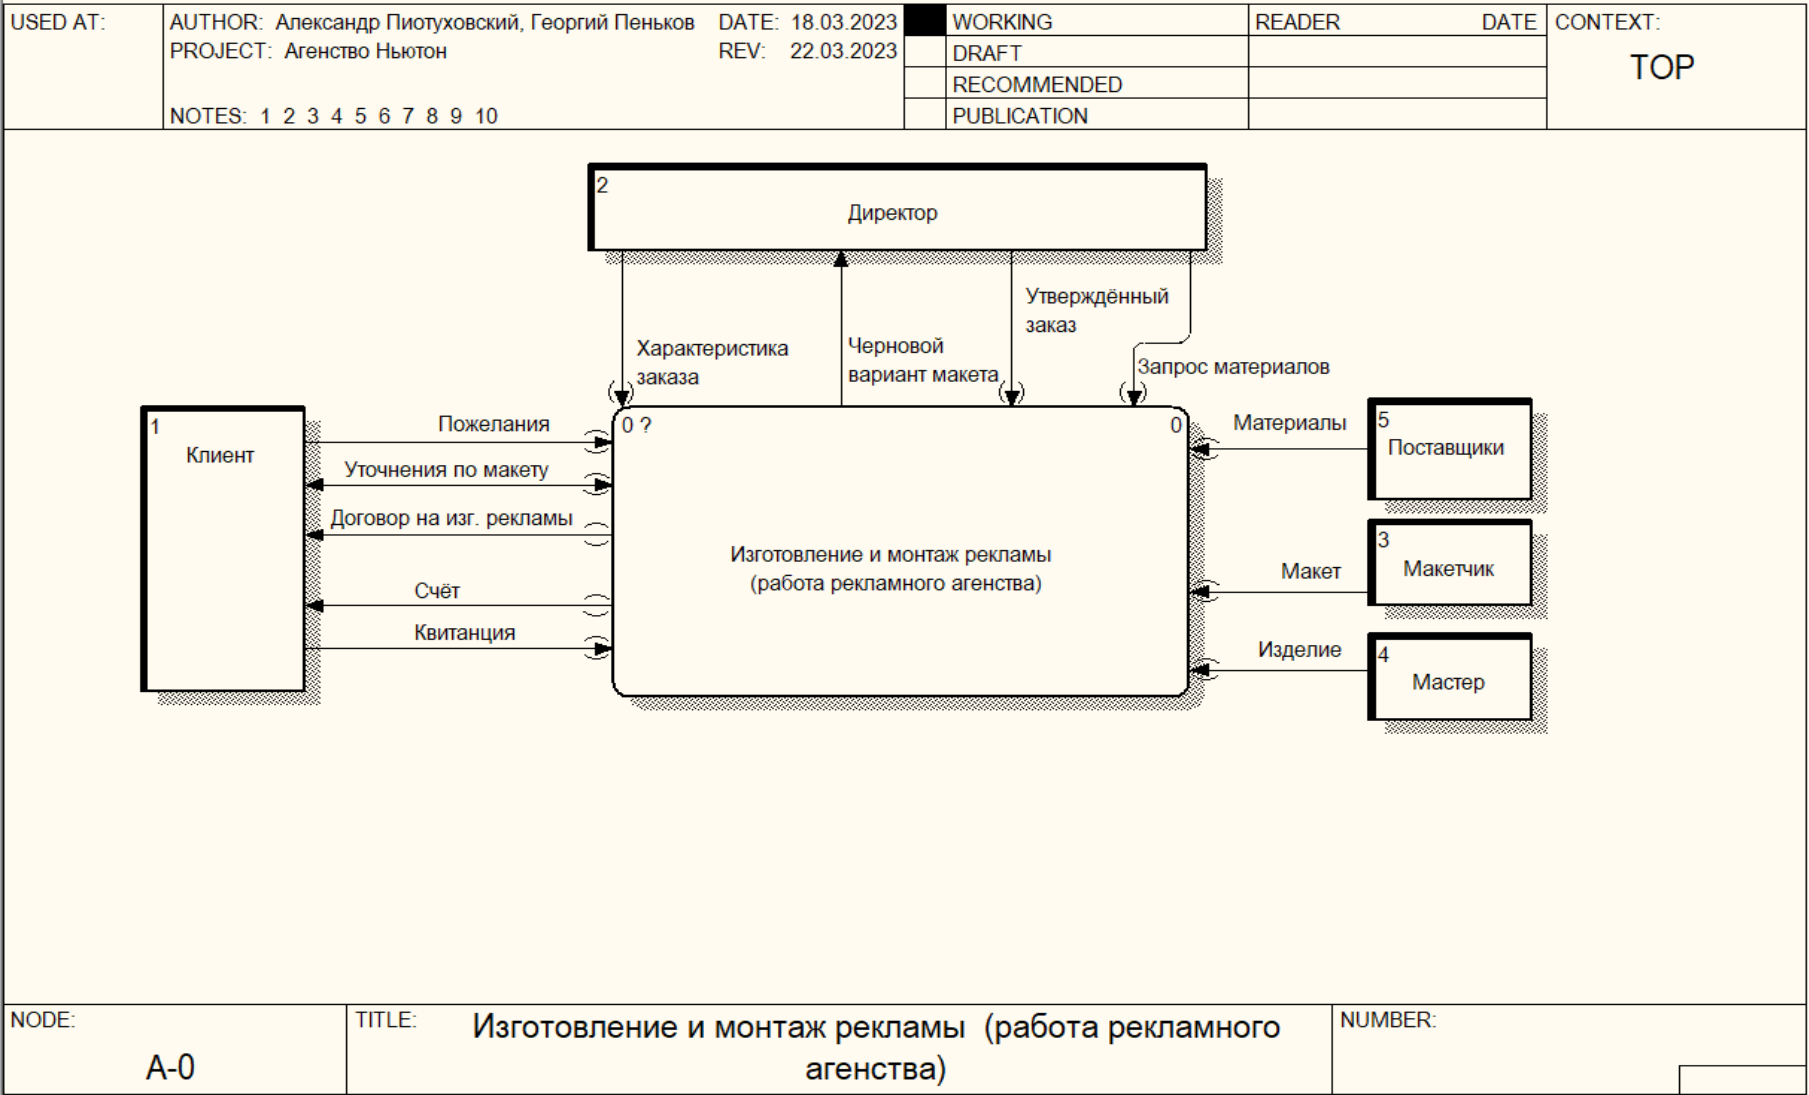 USED AT:
AUTHOR: Александр Пиотуховский, Георгий Пеньков
DATE: 18.03.2023
PROJECT: Агенство Ньютон
REV: 22.03.2023
NOTES: 1 2 3 4 5 6 7 8 9 10
WORKING
DRAFT
RECOMMENDED
PUBLICATION
READER DATE
CONTEXT:
TOP
2
Директор
Характеристика
заказа
Черновой
вариант макета
Утверждённый
заказ
Запрос материалов
1
Клиент
Пожелания
Уточнения по макету
Договор на изг. рекламы
Счёт
Квитанция
0 ?
0
Изготовление и монтаж рекламы
(работа рекламного агенства)
Материалы
5
Поставщики
Макет
3
Макетчик
Изделие
4
Мастер
NODE:
A-0
TITLE:
Изготовление и монтаж рекламы (работа рекламного
агенства)
NUMBER: